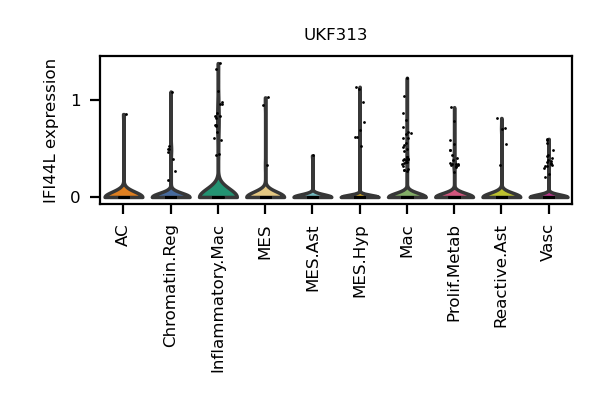 UKF313
IFI44L expression
1
0
AC
Chromatin.Reg
Inflammatory.Mac
MES
MES.Ast
MES.Hyp
Mac
Prolif.Metab
Reactive.Ast
Vasc